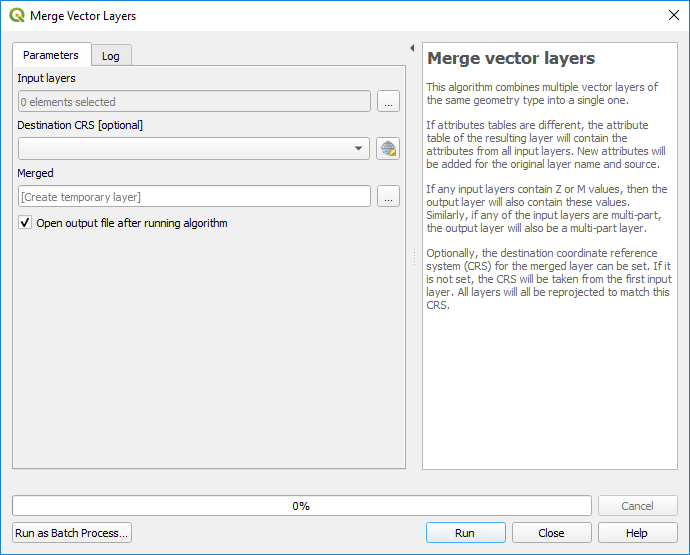 Merge Vector Layers
Parameters
Log
Input layers
0 elements selected
...
Destination CRS [optional]
Merged
[Create temporary layer]
...
Open output file after running algorithm
Merge vector layers
This algorithm combines multiple vector layers of
the same geometry type into a single one.
If attributes tables are different, the attribute
table of the resulting layer will contain the
attributes from all input layers. New attributes will
be added for the original layer name and source.
If any input layers contain Z or M values, then the
output layer will also contain these values.
Similarly, if any of the input layers are multi-part,
the output layer will also be a multi-part layer.
Optionally, the destination coordinate reference
system (CRS) for the merged layer can be set. If it
is not set, the CRS will be taken from the first input
layer. All layers will all be reprojected to match this
CRS.
0%
Cancel
Run as Batch Process...
Run
Close
Help